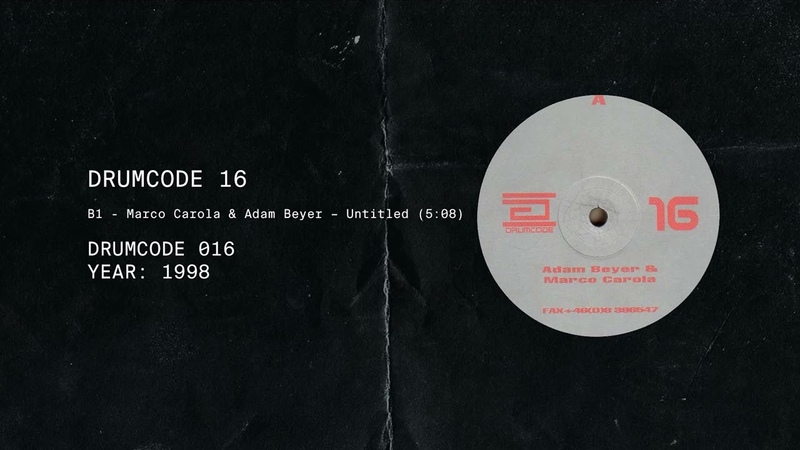 DRUMCODE 16
B1 - Marco Carola & Adam Beyer – Untitled (5:08)
DRUMCODE 016
YEAR: 1998
A
DRUMCODE
16
Adam Beyer &
Marco Carola